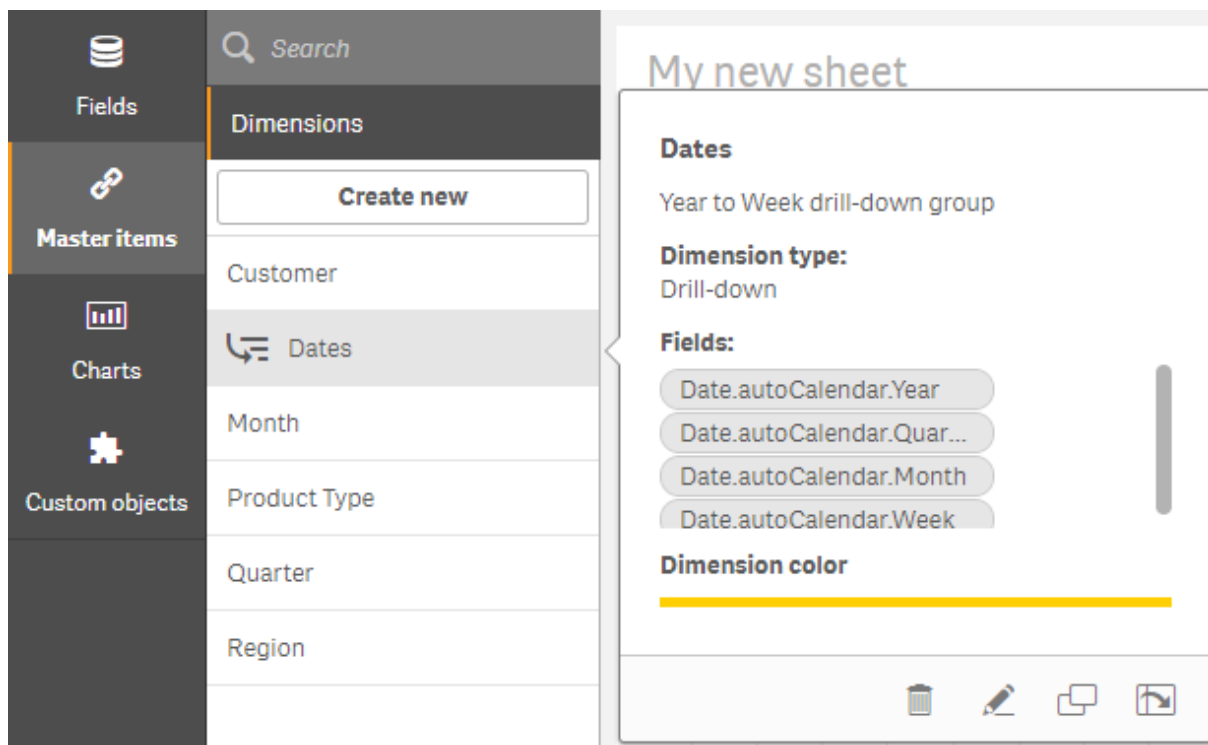 Fields
Master items
Charts
Custom objects
Search
Dimensions
Create new
Customer
Dates
Month
Product Type
Quarter
Region
My new sheet
Dates
Year to Week drill-down group
Dimension type:
Drill-down
Fields:
Date.autoCalendar.Year
Date.autoCalendar.Quar...
Date.autoCalendar.Month
Date.autoCalendar.Week
Dimension color